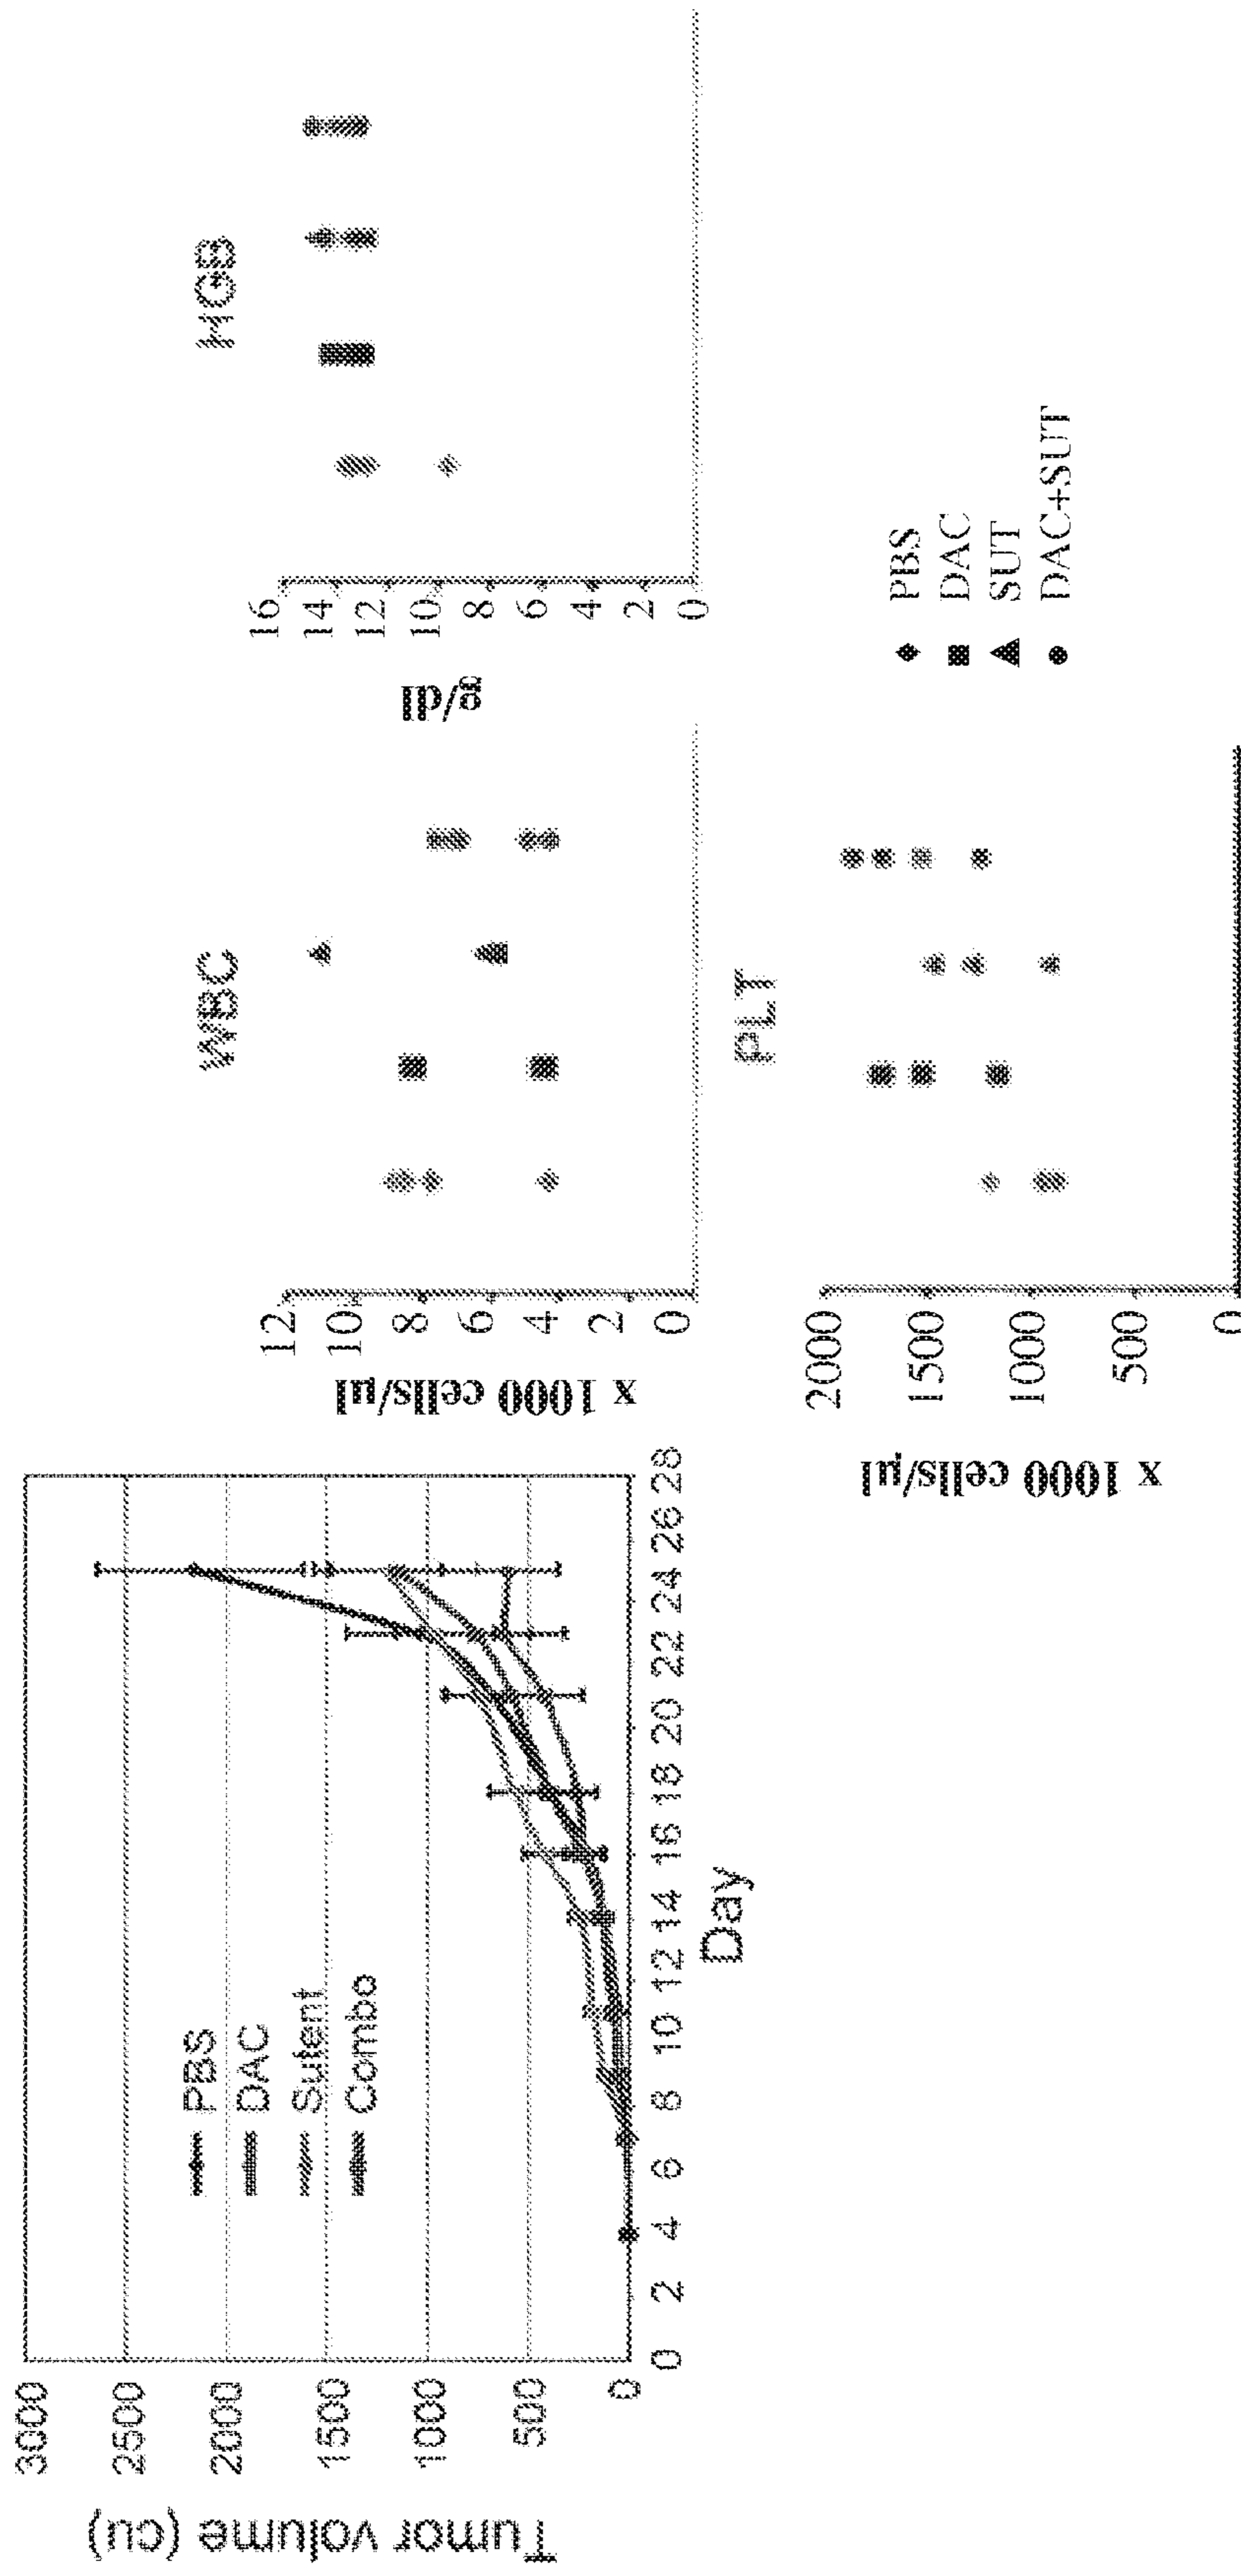 Tumor volume (cu)
3000
2500
2000
1500
1000
500
0
PBS
DAC
Sutent
Combo
0 2 4 6 8 10 12 14 16 18 20 22 24 26 28
Day
WBC
x 1000 cells/µl
12
10
8
6
4
2
0
HGB
g/dl
16
14
12
10
8
6
4
2
0
PLT
x 1000 cells/µl
2000
1500
1000
500
0
PBS
DAC
SUT
DAC+SUT